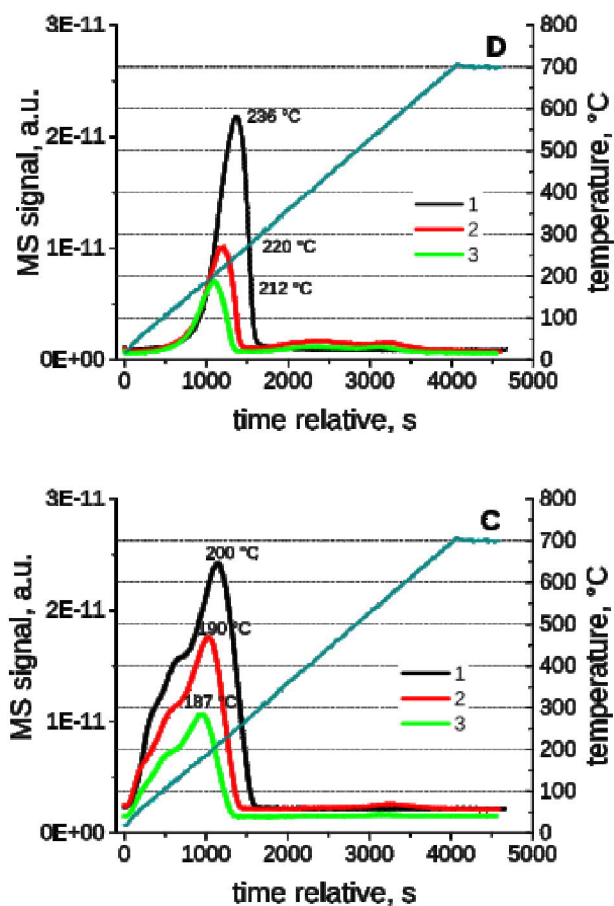 3E-11
2E-11
1E-11
0E+00
MS signal, a.u.
D
800
700
600
500
400
300
200
100
0
temperature, °C
236 °C
220 °C
212 °C
1
2
3
0 1000 2000 3000 4000 5000
time relative, s
3E-11
2E-11
1E-11
0E+00
MS signal, a.u.
C
800
700
600
500
400
300
200
100
0
temperature, °C
200 °C
190 °C
187 °C
1
2
3
0 1000 2000 3000 4000 5000
time relative, s